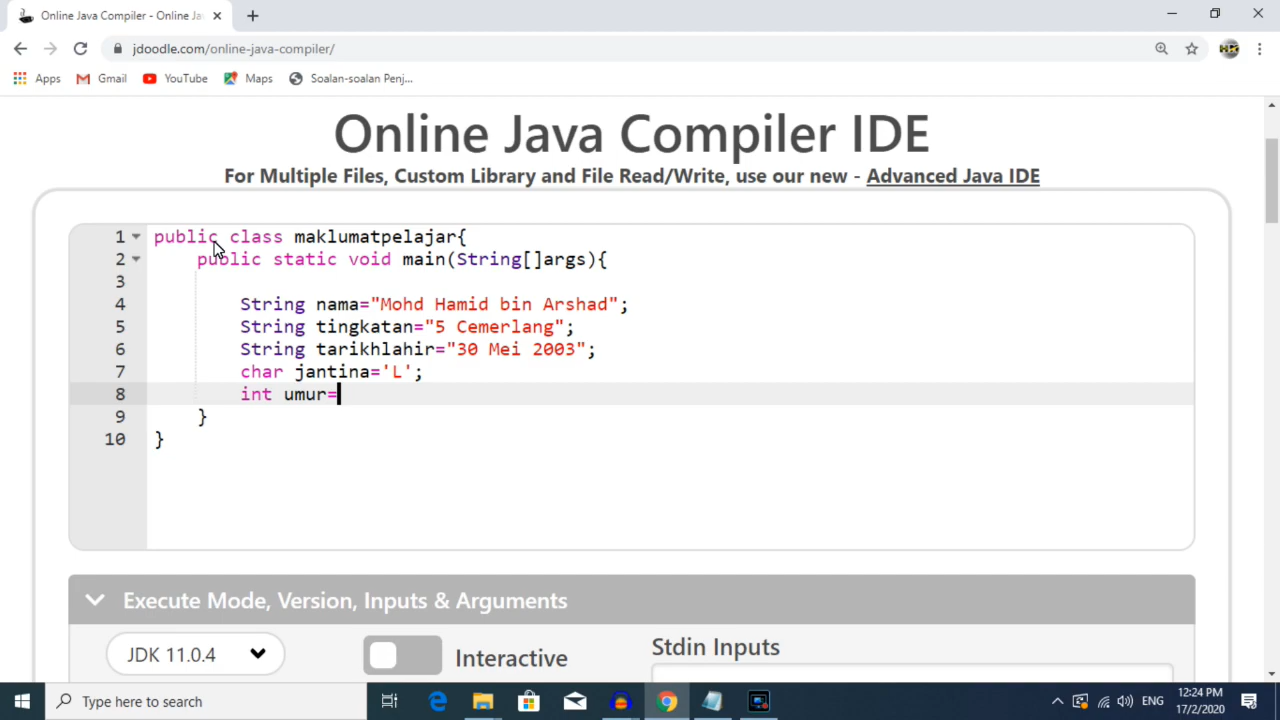 Online Java Compiler - Online Ja
jdoodle.com/online-java-compiler/
Apps Gmail YouTube Maps Soalan-soalan Penj...
Online Java Compiler IDE
For Multiple Files, Custom Library and File Read/Write, use our new - Advanced Java IDE
1 public class maklumatpelajar{
2 public static void main(String[]args){
3
4 String nama="Mohd Hamid bin Arshad";
5 String tingkatan="5 Cemerlang";
6 String tarikhlahir="30 Mei 2003";
7 char jantina='L';
8 int umur=
9 }
10 }
Execute Mode, Version, Inputs & Arguments
JDK 11.0.4 Interactive Stdin Inputs
Type here to search
ENG
12:24 PM
17/2/2020